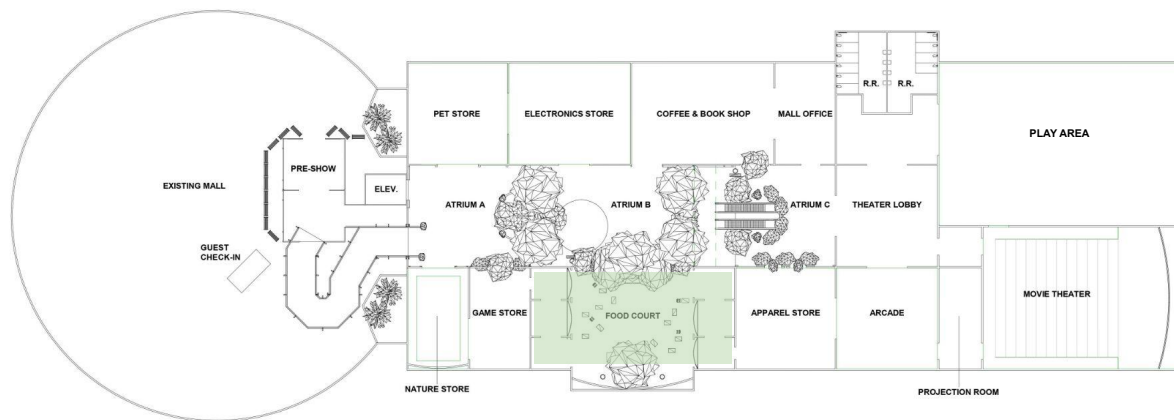 R.R.
R.R.
PET STORE
ELECTRONICS STORE
COFFEE & BOOK SHOP
MALL OFFICE
PLAY AREA
PRE-SHOW
EXISTING MALL
ELEV.
ATRIUM A
ATRIUM B
ATRIUM C
THEATER LOBBY
GUEST
CHECK-IN
MOVIE THEATER
GAME STORE
FOOD COURT
APPAREL STORE
ARCADE
NATURE STORE
PROJECTION ROOM